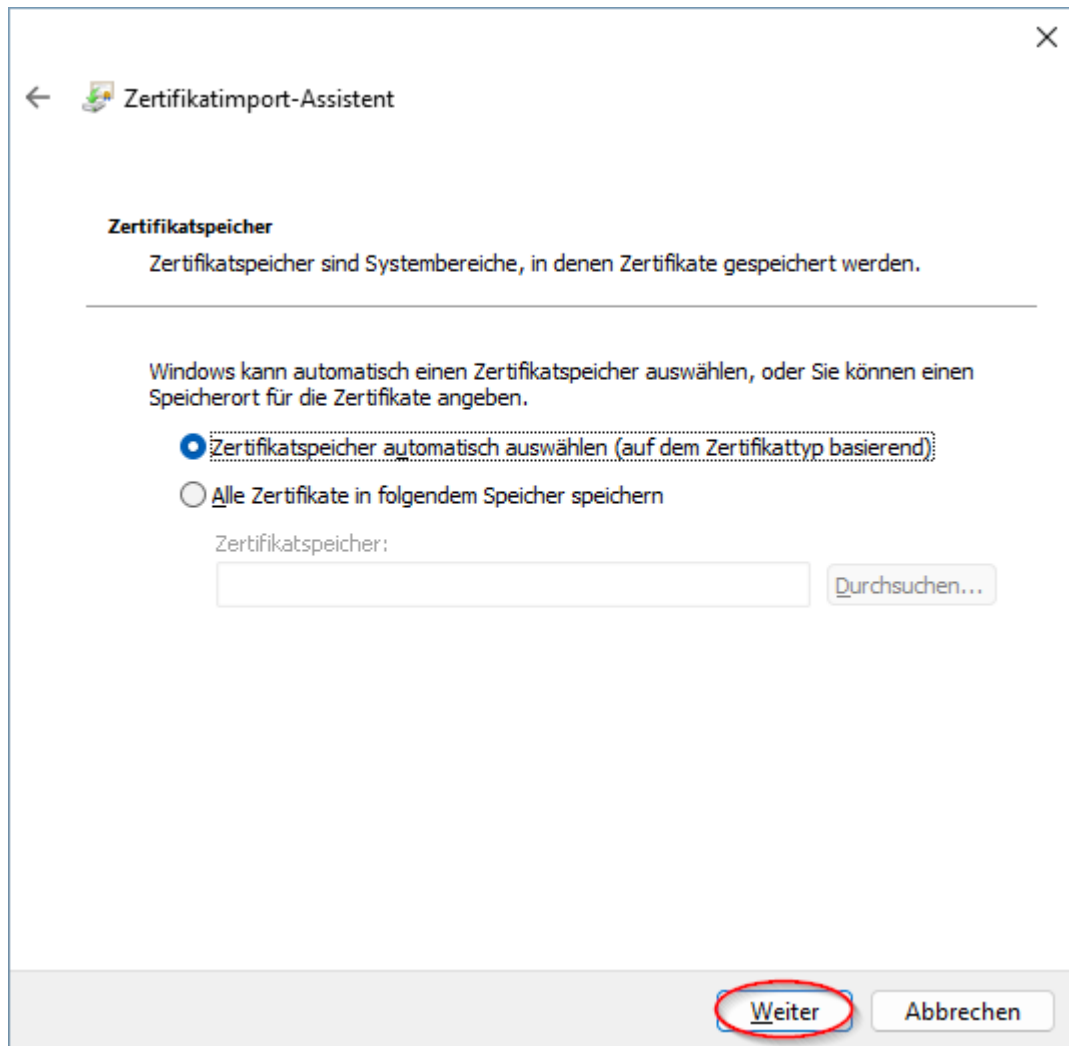 Zertifikatimport-Assistent
Zertifikatspeicher
Zertifikatspeicher sind Systembereiche, in denen Zertifikate gespeichert werden.
Windows kann automatisch einen Zertifikatspeicher auswählen, oder Sie können einen
Speicherort für die Zertifikate angeben.
Zertifikatspeicher automatisch auswählen (auf dem Zertifikattyp basierend)
Alle Zertifikate in folgendem Speicher speichern
Zertifikatspeicher:
Durchsuchen...
Weiter
Abbrechen